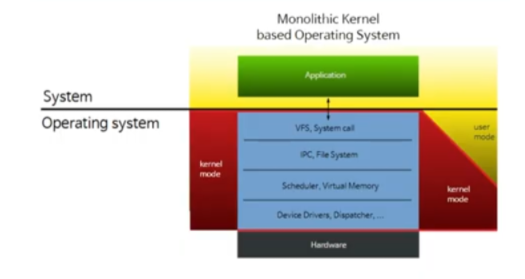 Monolithic Kernel
based Operating System
Application
System
Operating system
VFS, System call
user
mode
IPC, File System
kernel
mode
Scheduler, Virtual Memory
kernel
mode
Device Drivers, Dispatcher, ...
Hardware